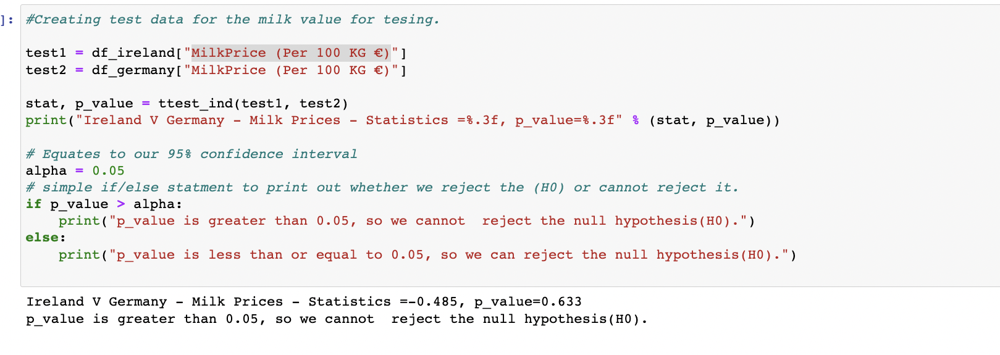 ]:
#Creating test data for the milk value for tesing.
test1 = df_ireland["MilkPrice (Per 100 KG €)"]
test2 = df_germany["MilkPrice (Per 100 KG €)"]
stat, p_value = ttest_ind(test1, test2)
print("Ireland V Germany - Milk Prices - Statistics =%.3f, p_value=%.3f" % (stat, p_value))
# Equates to our 95% confidence interval
alpha = 0.05
# simple if/else statment to print out whether we reject the (H0) or cannot reject it.
if p_value > alpha:
    print("p_value is greater than 0.05, so we cannot  reject the null hypothesis(H0).")
else:
    print("p_value is less than or equal to 0.05, so we can reject the null hypothesis(H0).")
Ireland V Germany - Milk Prices - Statistics =-0.485, p_value=0.633
p_value is greater than 0.05, so we cannot  reject the null hypothesis(H0).